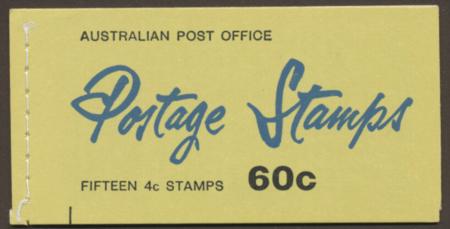 AUSTRALIAN POST OFFICE
Postage Stamps
FIFTEEN 4c STAMPS 60c